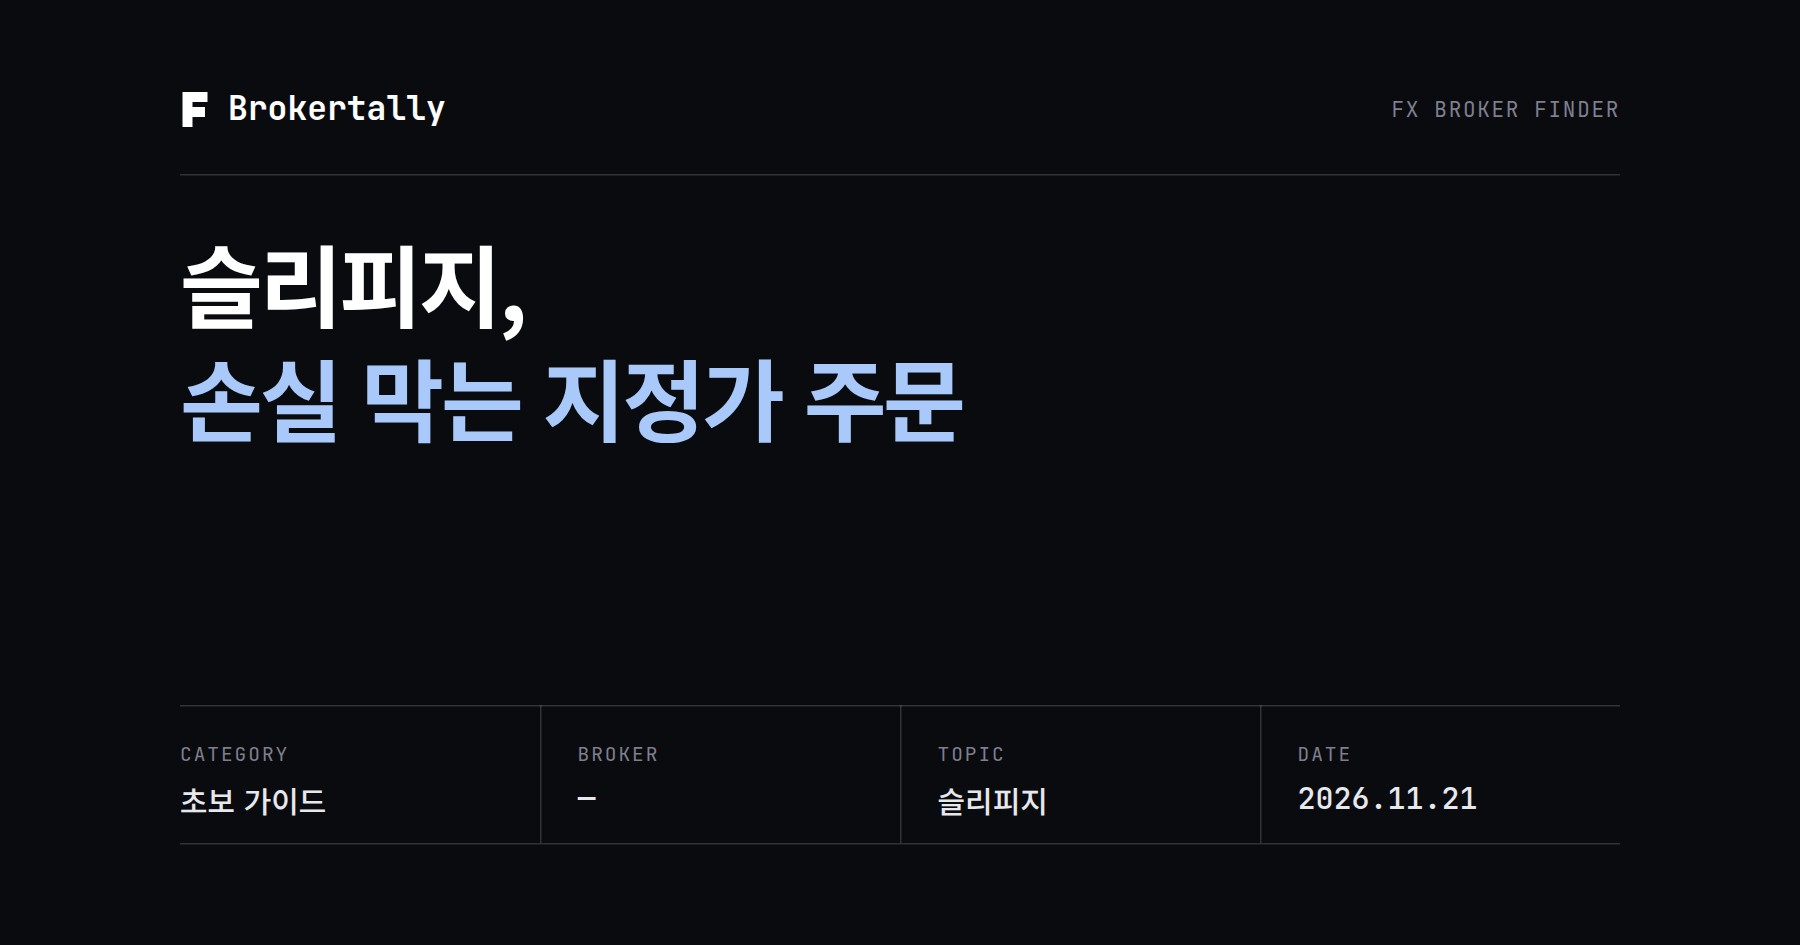 Brokertally
FX BROKER FINDER
슬리피지,
손실 막는 지정가 주문
CATEGORY
초보 가이드
BROKER
—
TOPIC
슬리피지
DATE
2026.11.21